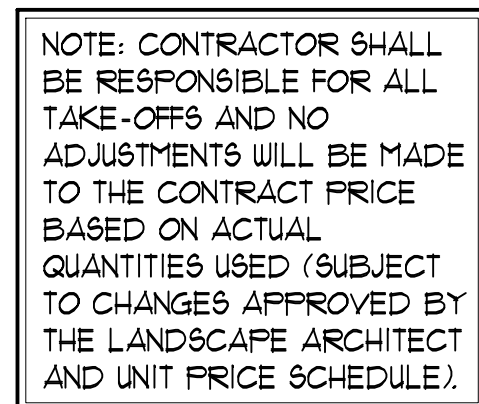 NOTE: CONTRACTOR SHALL
BE RESPONSIBLE FOR ALL
TAKE-OFFS AND NO
ADJUSTMENTS WILL BE MADE
TO THE CONTRACT PRICE
BASED ON ACTUAL
QUANTITIES USED (SUBJECT
TO CHANGES APPROVED BY
THE LANDSCAPE ARCHITECT
AND UNIT PRICE SCHEDULE).